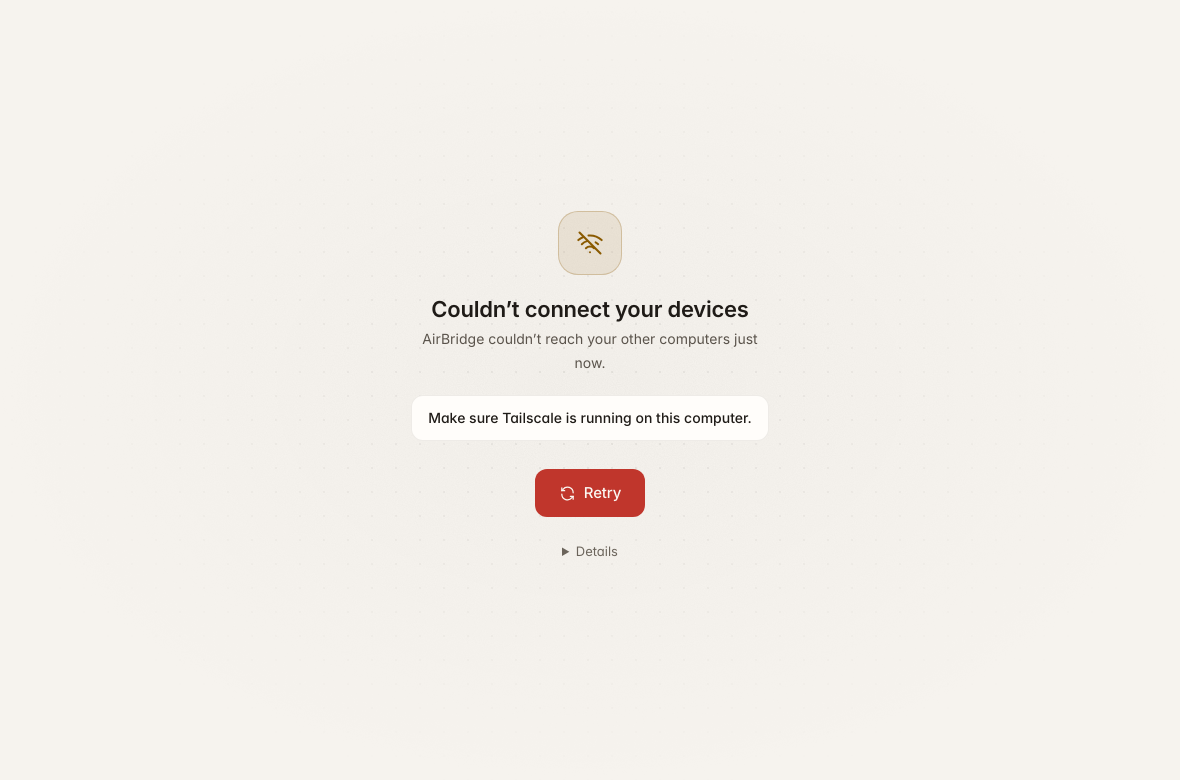 Couldn’t connect your devices
AirBridge couldn’t reach your other computers just
now.
Make sure Tailscale is running on this computer.
Retry
Details